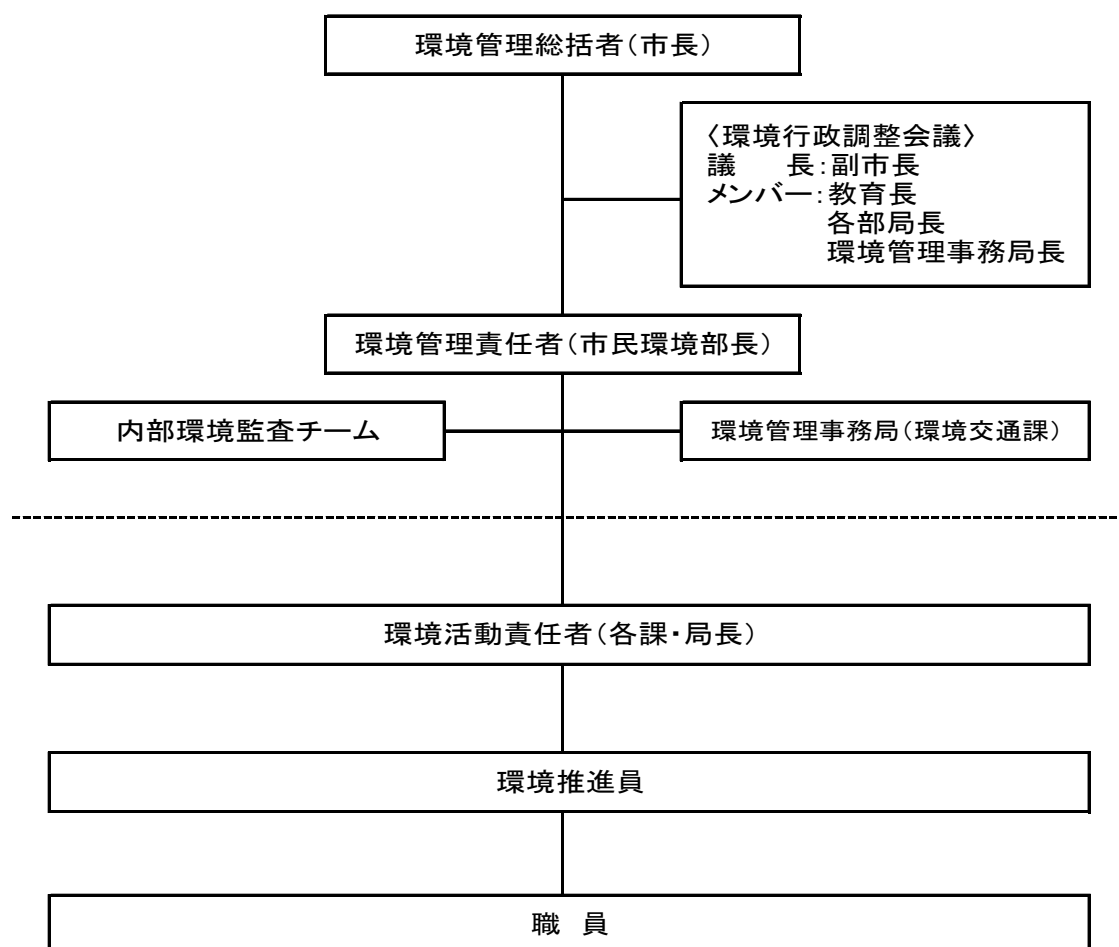 環境管理総括者(市長)
〈環境行政調整会議〉
議　　長:副市長
メンバー:教育長
各部局長
環境管理事務局長
環境管理責任者(市民環境部長)
内部環境監査チーム
環境管理事務局(環境交通課)
環境活動責任者(各課・局長)
環境推進員
職　員